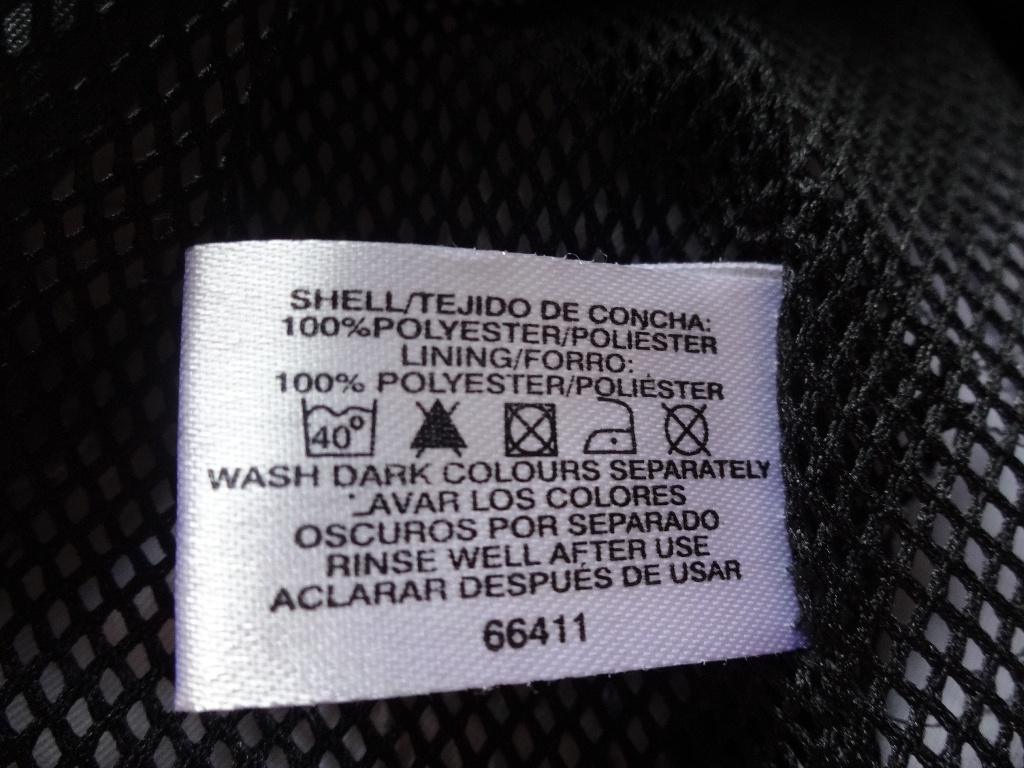 SHELL/TEJIDO DE CONCHA:
100%POLYESTER/POLIÉSTER
LINING/FORRO:
100% POLYESTER/POLIÉSTER
40°
WASH DARK COLOURS SEPARATELY
LAVAR LOS COLORES
OSCUROS POR SEPARADO
RINSE WELL AFTER USE
ACLARAR DESPUÉS DE USAR
66411